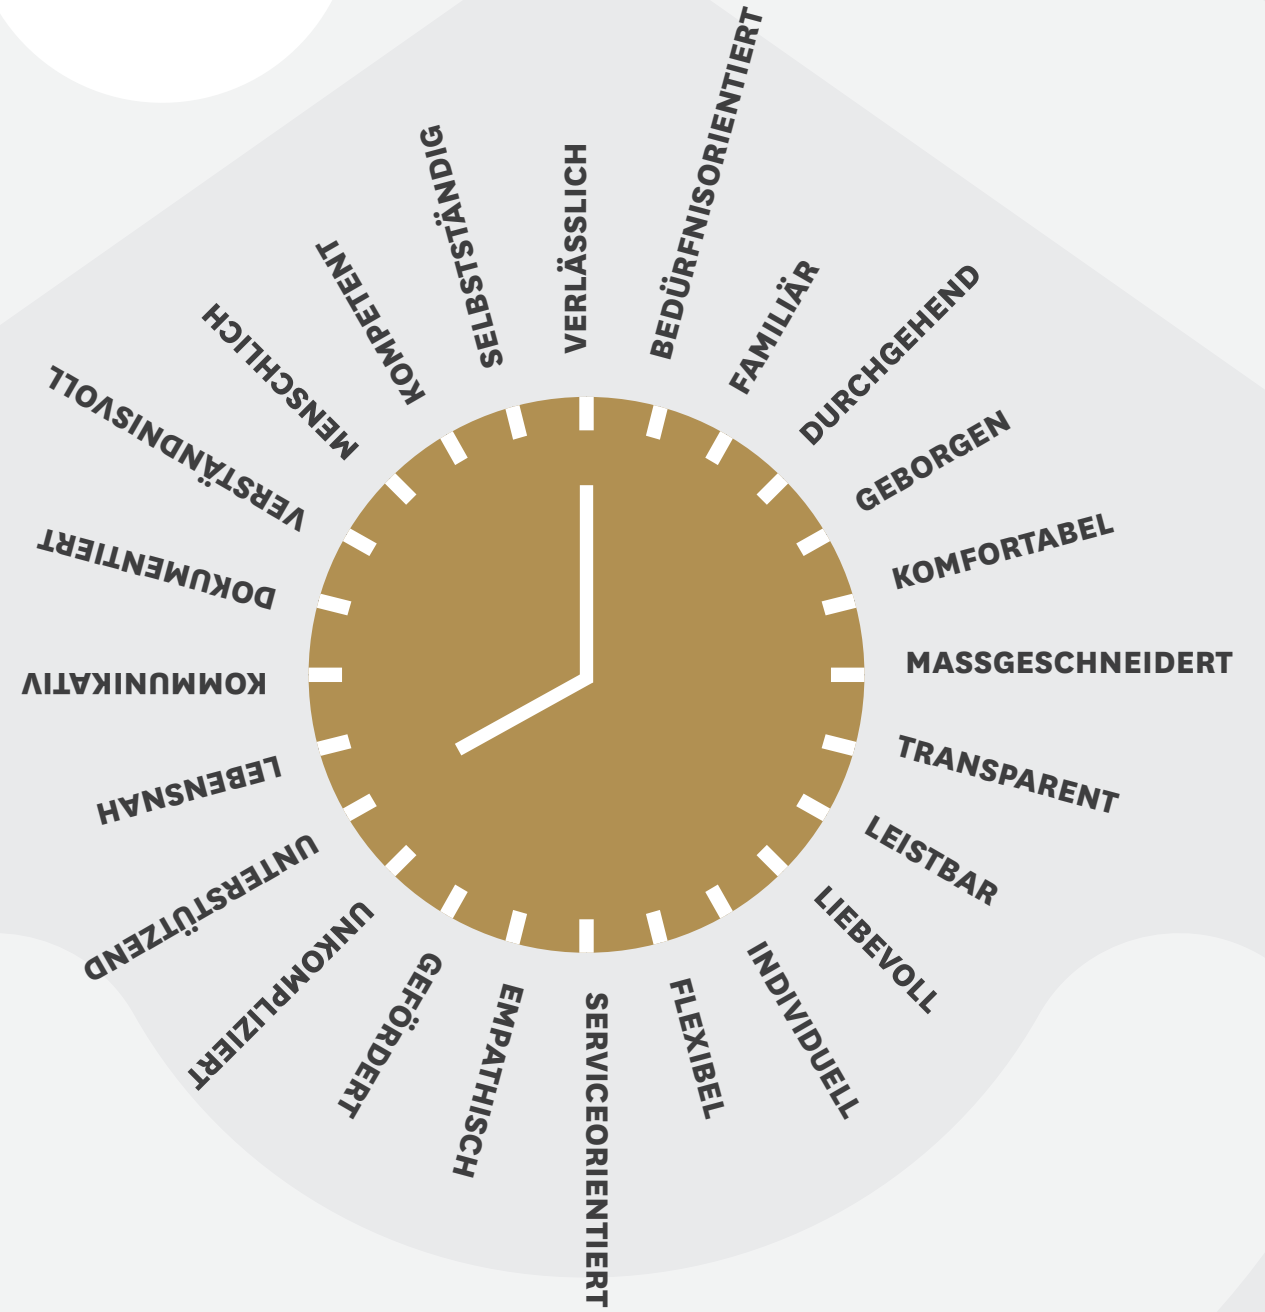 VERLÄSSLICH
BEDÜRFNISORIENTIERT
FAMILIÄR
DURCHGEHEND
GEBORGEN
KOMFORTABEL
MASSGESCHNEIDERT
TRANSPARENT
LEISTBAR
LIEBEVOLL
INDIVIDUELL
FLEXIBEL
SERVICEORIENTIERT
EMPATHISCH
GEFÖRDERT
UNKOMPLIZIERT
UNTERSTÜTZEND
LEBENSNAH
KOMMUNIKATIV
DOKUMENTIERT
VERSTÄNDNISVOLL
MENSCHLICH
KOMPETENT
SELBSTSTÄNDIG